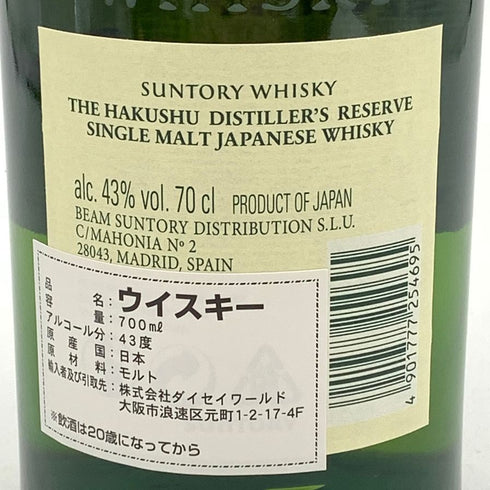 SUNTORY WHISKY
THE HAKUSHU DISTILLER'S RESERVE
SINGLE MALT JAPANESE WHISKY
alc. 43% vol. 70 cl PRODUCT OF JAPAN
BEAM SUNTORY DISTRIBUTION S.L.U.
C/MAHONIA Nº 2
28043, MADRID, SPAIN
品名：ウイスキー
容量：700mℓ
アルコール分：43度
原産国：日本
原材料：モルト
輸入者及び引取先：株式会社ダイセイワールド
大阪市浪速区元町1-2-17-4F
※飲酒は20歳になってから
4 901777 254695